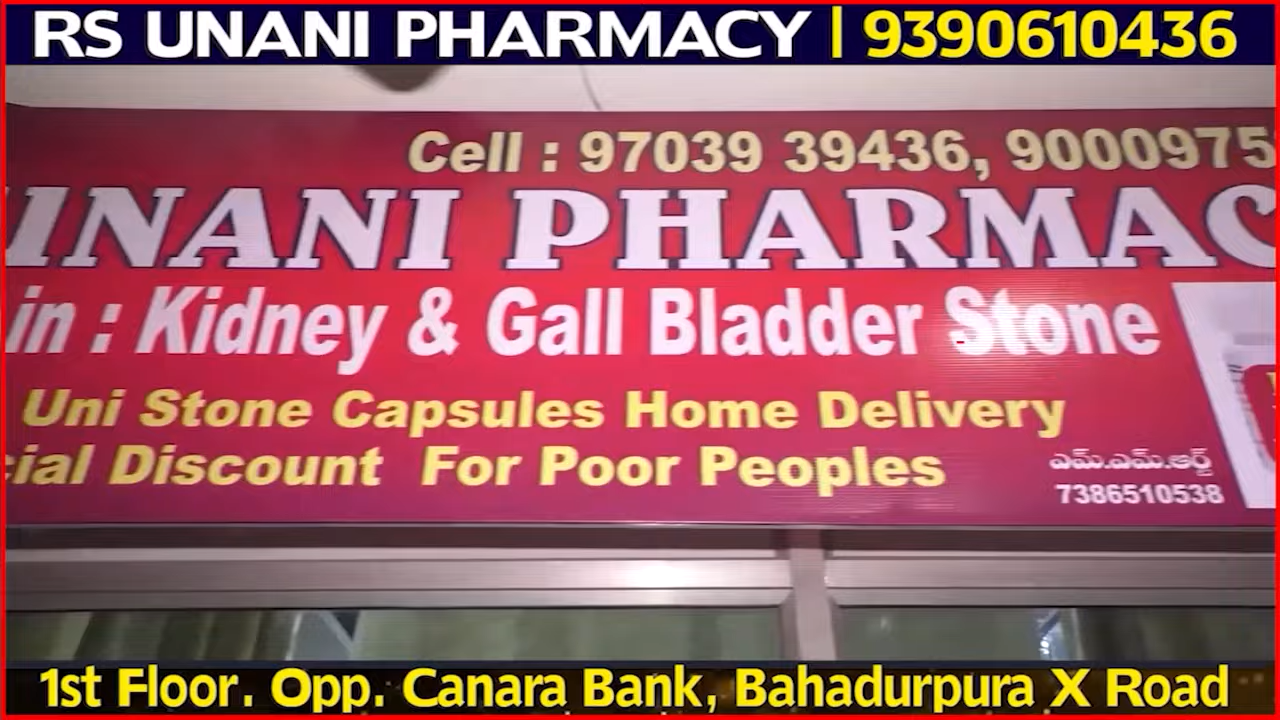 RS UNANI PHARMACY | 9390610436
Cell : 97039 39436, 9000975
UNANI PHARMAC
in : Kidney & Gall Bladder Stone
Uni Stone Capsules Home Delivery
cial Discount For Poor Peoples
ఎమ్.ఎమ్.ఆర్ట్
7386510538
1st Floor. Opp. Canara Bank, Bahadurpura X Road